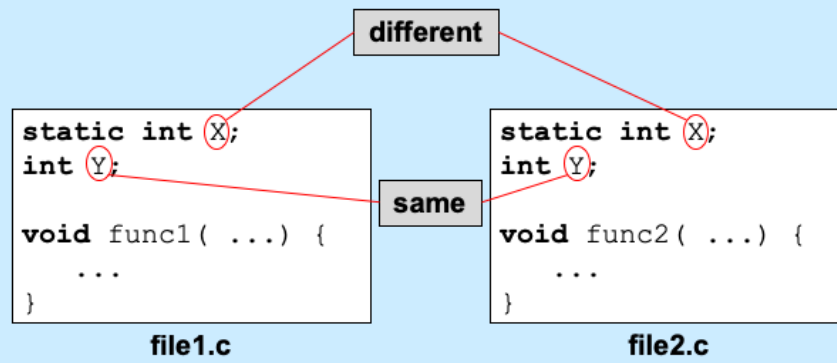 different
static int X;
int Y;
void func1( ...) {
...
}
file1.c
same
static int X;
int Y;
void func2( ...) {
...
}
file2.c